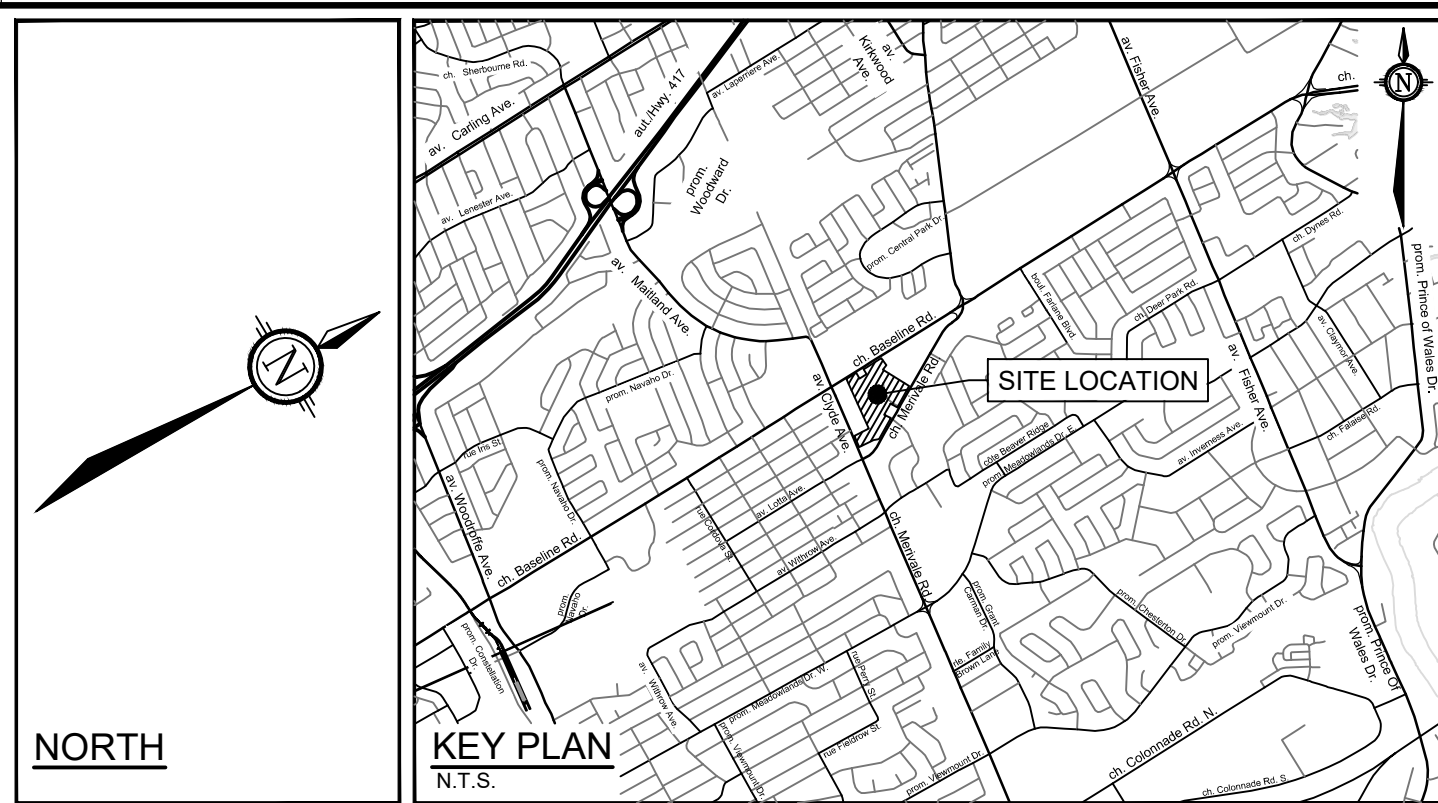 N
NORTH
ch. Sherbourne Rd.
av. Carling Ave.
aut./Hwy. 417
av. Laperriere Ave.
av.
Kirkwood
Ave.
av. Fisher Ave.
ch.
N
av. Lenester Ave.
prom.
Woodward
Dr.
prom. Central Park Dr.
ch. Dynes Rd.
av. Maitland Ave.
boul. Farlane Blvd.
ch. Deer Park Rd.
prom. Prince of Wales Dr.
ch. Baseline Rd.
av. Claymor Ave.
SITE LOCATION
prom. Navaho Dr.
av. Clyde Ave.
ch. Merivale Rd
av. Fisher Ave.
ch. Falaise Rd.
rue Iris St.
côte Beaver Ridge
prom. Meadowlands Dr. E.
av. Inverness Ave.
prom. Navaho Dr.
av. Woodroffe Ave.
av. Lotta Ave.
rue Cordova St.
ch. Baseline Rd.
av. Withrow Ave.
ch. Merivale Rd.
prom.
Navaho
Dr.
prom. Grant
Carman Dr.
prom. Chesterton Dr.
prom. Viewmount Dr.
prom. Constellation
Dr.
rle. Family
Brown Lane
prom. Prince Of
Wales Dr.
av. Withrow Ave.
prom. Meadowlands Dr. W.
rue Perry St.
prom. Viewmount Dr.
rue Fieldrow St.
prom. Viewmount Dr.
ch. Colonnade Rd. N.
ch. Colonnade Rd. S
KEY PLAN
N.T.S.